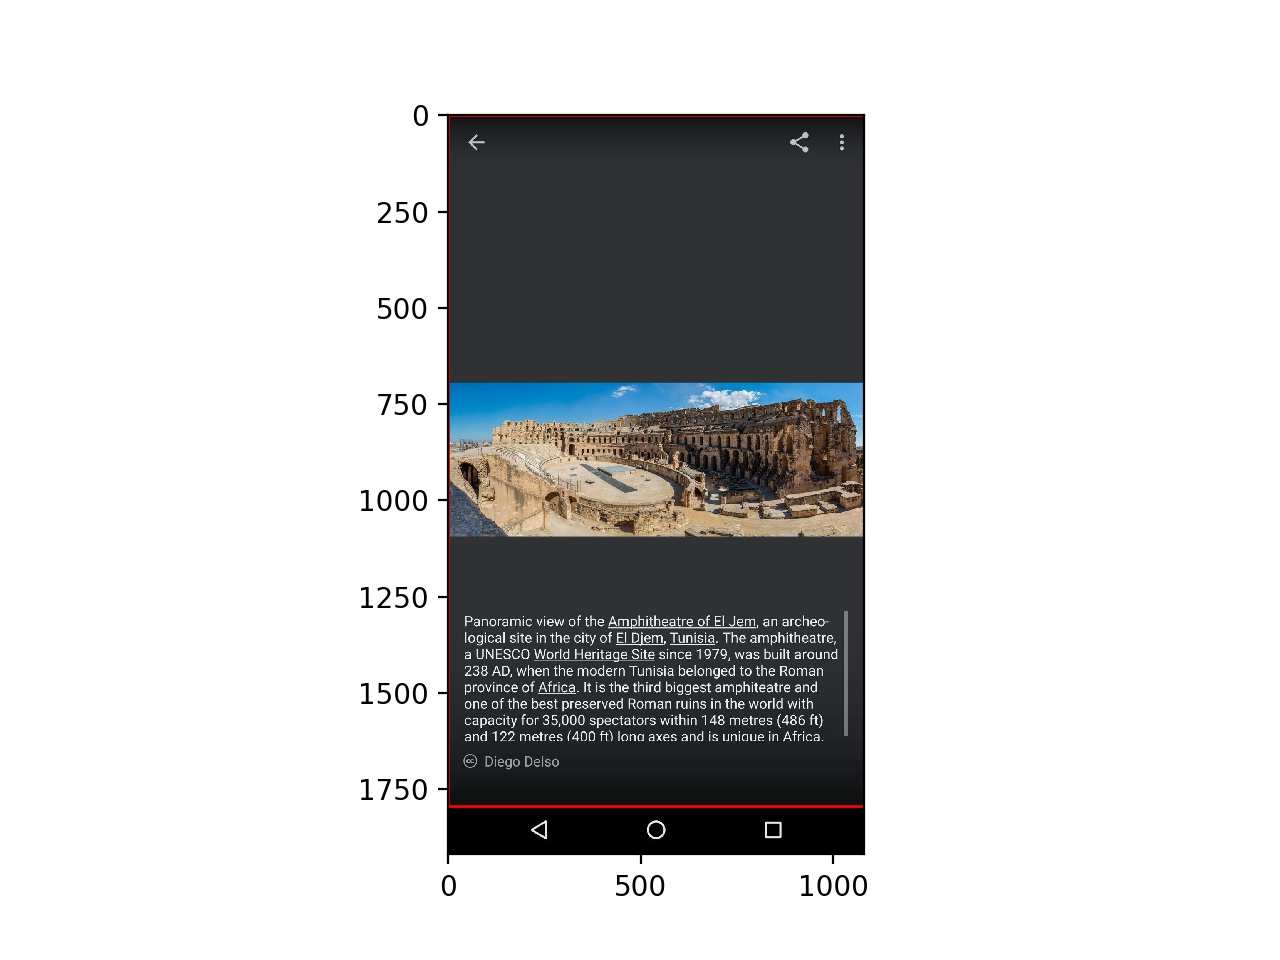 0
250
500
750
1000
1250
1500
1750
Panoramic view of the Amphitheatre of El Jem, an archeo-
logical site in the city of El Djem, Tunisia. The amphitheatre,
a UNESCO World Heritage Site since 1979, was built around
238 AD, when the modern Tunisia belonged to the Roman
province of Africa. It is the third biggest amphiteatre and
one of the best preserved Roman ruins in the world with
capacity for 35,000 spectators within 148 metres (486 ft)
and 122 metres (400 ft) long axes and is unique in Africa.
cc Diego Delso
0 500 1000